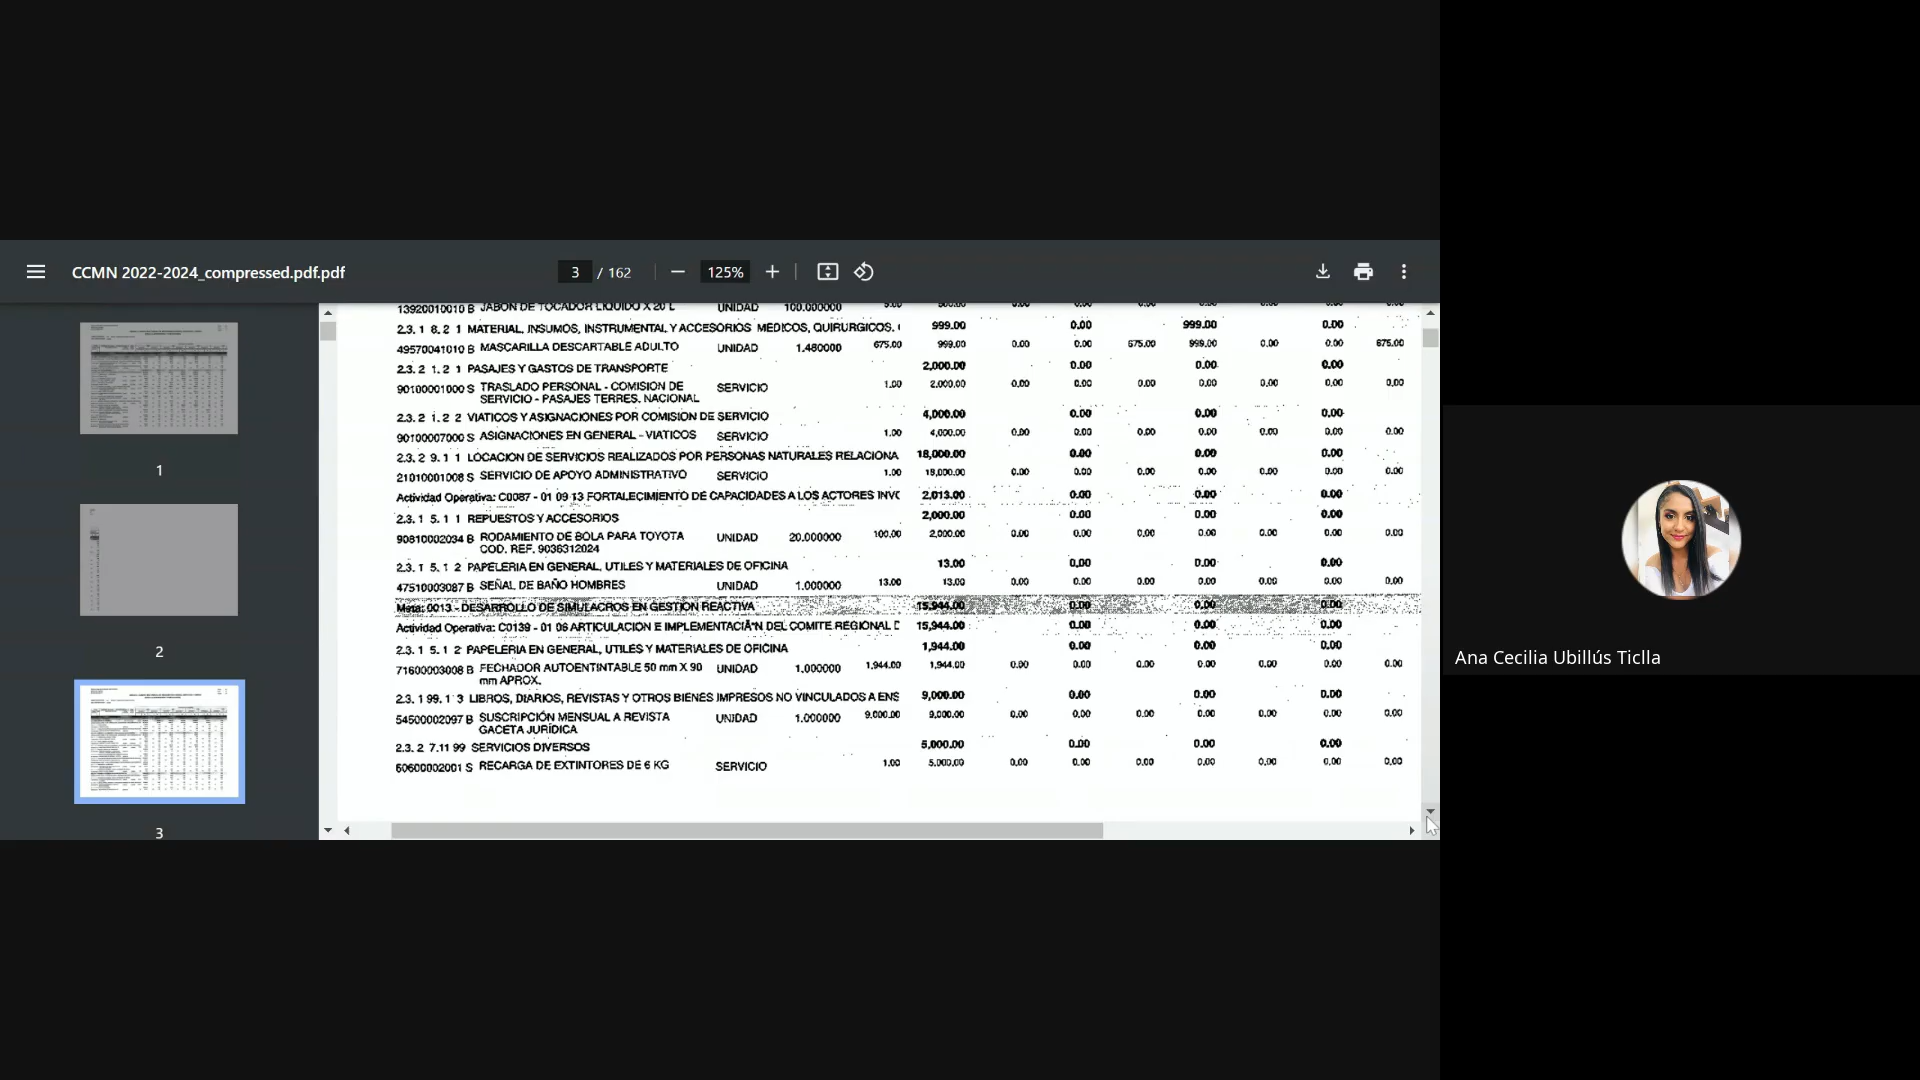 CCMN 2022-2024_compressed.pdf.pdf 3 / 162 125%
1
2
3
13920010010 B JABON DE TOCADOR LIQUIDO X 20 L UNIDAD 100.000000 0.00 0.00 0.00 0.00 0.00 0.00
2.3. 1 8. 2 1 MATERIAL, INSUMOS, INSTRUMENTAL Y ACCESORIOS MEDICOS, QUIRURGICOS, 999.00 0.00 999.00 0.00
49570041010 B MASCARILLA DESCARTABLE ADULTO UNIDAD 1.480000 675.00 999.00 0.00 0.00 675.00 999.00 0.00 0.00 675.00
2.3. 2 1. 2 1 PASAJES Y GASTOS DE TRANSPORTE 2,000.00 0.00 0.00 0.00
90100001000 S TRASLADO PERSONAL - COMISION DE SERVICIO 1.00 2,000.00 0.00 0.00 0.00 0.00 0.00 0.00 0.00
SERVICIO - PASAJES TERRES. NACIONAL
2.3. 2 1. 2 2 VIATICOS Y ASIGNACIONES POR COMISION DE SERVICIO 4,000.00 0.00 0.00 0.00
90100007000 S ASIGNACIONES EN GENERAL - VIATICOS SERVICIO 1.00 4,000.00 0.00 0.00 0.00 0.00 0.00 0.00 0.00
2.3. 2 9. 1 1 LOCACION DE SERVICIOS REALIZADOS POR PERSONAS NATURALES RELACIONA 18,000.00 0.00 0.00 0.00
21010001008 S SERVICIO DE APOYO ADMINISTRATIVO SERVICIO 1.00 18,000.00 0.00 0.00 0.00 0.00 0.00 0.00 0.00
Actividad Operativa: C0087 - 01 09 13 FORTALECIMIENTO DE CAPACIDADES A LOS ACTORES INVC 2,013.00 0.00 0.00 0.00
2.3. 1 5. 1 1 REPUESTOS Y ACCESORIOS 2,000.00 0.00 0.00 0.00
90810002034 B RODAMIENTO DE BOLA PARA TOYOTA UNIDAD 20.000000 100.00 2,000.00 0.00 0.00 0.00 0.00 0.00 0.00 0.00
COD. REF. 9036312024
2.3. 1 5. 1 2 PAPELERIA EN GENERAL, UTILES Y MATERIALES DE OFICINA 13.00 0.00 0.00 0.00
47510003087 B SEÑAL DE BAÑO HOMBRES UNIDAD 1.000000 13.00 13.00 0.00 0.00 0.00 0.00 0.00 0.00 0.00
Meta: 0013 - DESARROLLO DE SIMULACROS EN GESTION REACTIVA 15,944.00 0.00 0.00 0.00
Actividad Operativa: C0139 - 01 06 ARTICULACION E IMPLEMENTACIÃ“N DEL COMITE REGIONAL D 15,944.00 0.00 0.00 0.00
2.3. 1 5. 1 2 PAPELERIA EN GENERAL, UTILES Y MATERIALES DE OFICINA 1,944.00 0.00 0.00 0.00
71600003008 B FECHADOR AUTOENTINTABLE 50 mm X 90 UNIDAD 1.000000 1,944.00 1,944.00 0.00 0.00 0.00 0.00 0.00 0.00 0.00
mm APROX.
2.3. 1 99. 1 3 LIBROS, DIARIOS, REVISTAS Y OTROS BIENES IMPRESOS NO VINCULADOS A ENS 9,000.00 0.00 0.00 0.00
54500002097 B SUSCRIPCIÓN MENSUAL A REVISTA UNIDAD 1.000000 9,000.00 9,000.00 0.00 0.00 0.00 0.00 0.00 0.00 0.00
GACETA JURÍDICA
2.3. 2 7. 11 99 SERVICIOS DIVERSOS 5,000.00 0.00 0.00 0.00
60600002001 S RECARGA DE EXTINTORES DE 6 KG SERVICIO 1.00 5,000.00 0.00 0.00 0.00 0.00 0.00 0.00 0.00
Ana Cecilia Ubillús Ticlla